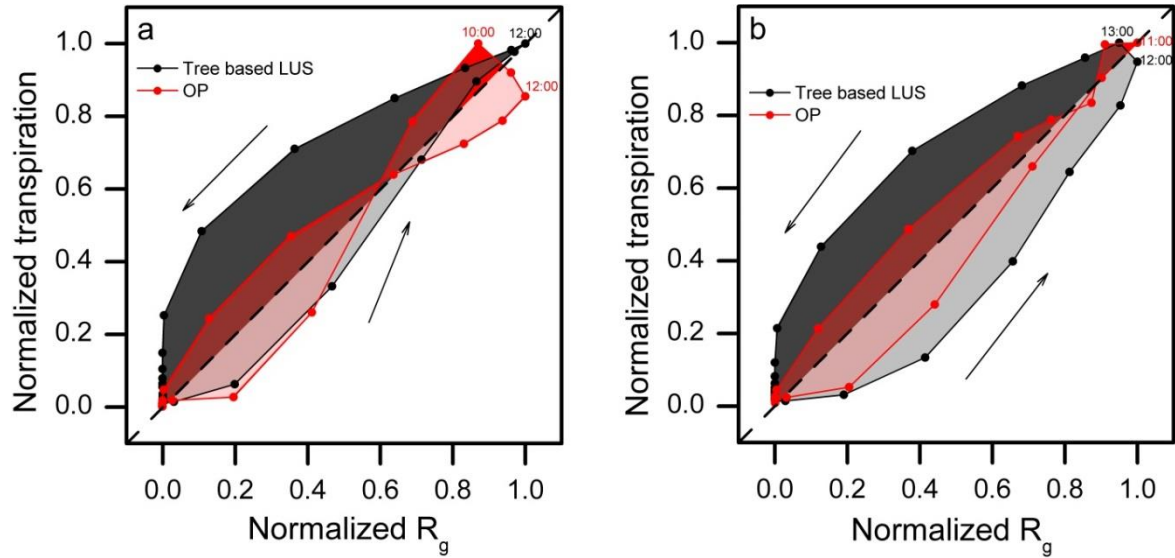 a
10:00
12:00
Tree based LUS
OP
12:00
Normalized transpiration
1.0
0.8
0.6
0.4
0.2
0.0
0.0 0.2 0.4 0.6 0.8 1.0
Normalized R_g
b
13:00
11:00
12:00
Tree based LUS
OP
Normalized transpiration
1.0
0.8
0.6
0.4
0.2
0.0
0.0 0.2 0.4 0.6 0.8 1.0
Normalized R_g